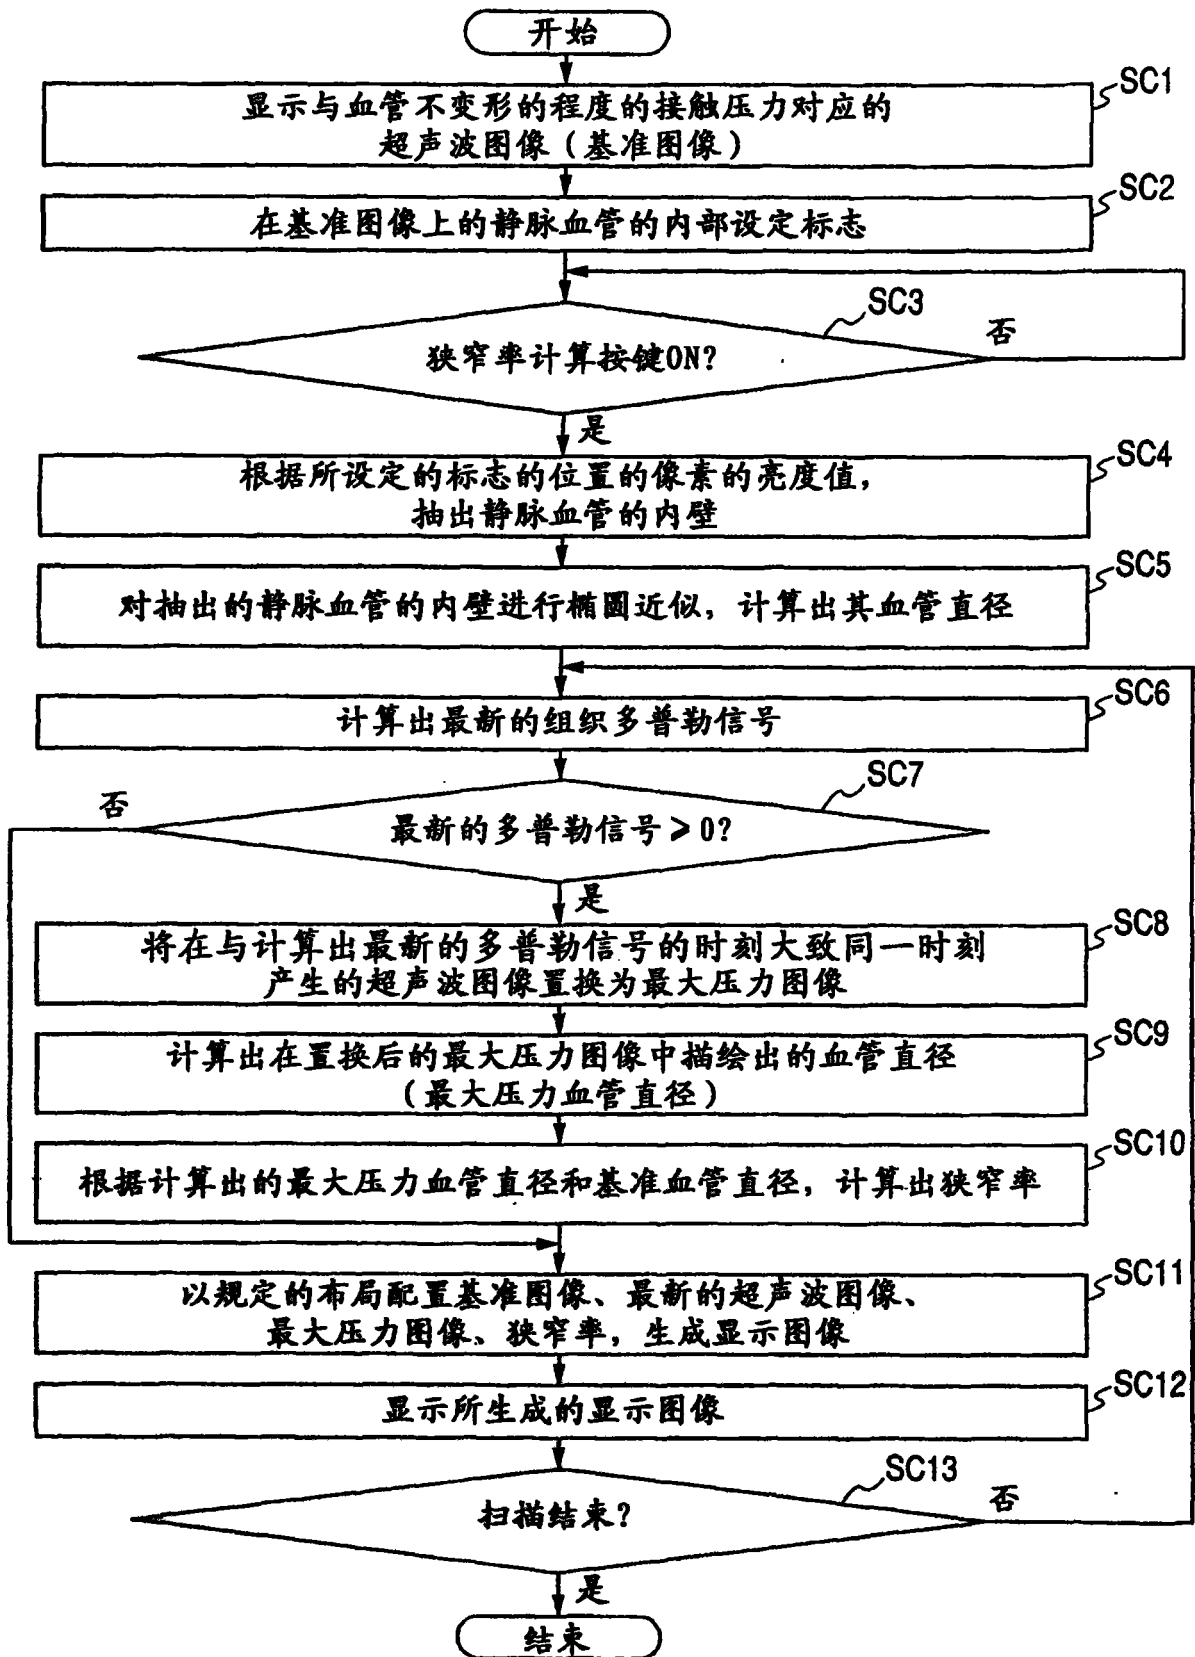 开始
SC1
显示与血管不变形的程度的接触压力对应的
超声波图像(基准图像)
SC2
在基准图像上的静脉血管的内部设定标志
SC3
狭窄率计算按键ON?
否
是
SC4
根据所设定的标志的位置的像素的亮度值,
抽出静脉血管的内壁
SC5
对抽出的静脉血管的内壁进行椭圆近似, 计算出其血管直径
SC6
计算出最新的组织多普勒信号
SC7
否
最新的多普勒信号≥0?
是
SC8
将在与计算出最新的多普勒信号的时刻大致同一时刻
产生的超声波图像置换为最大压力图像
SC9
计算出在置换后的最大压力图像中描绘出的血管直径
(最大压力血管直径)
SC10
根据计算出的最大压力血管直径和基准血管直径, 计算出狭窄率
SC11
以规定的布局配置基准图像、最新的超声波图像、
最大压力图像、狭窄率, 生成显示图像
SC12
显示所生成的显示图像
SC13
扫描结束?
否
是
结束